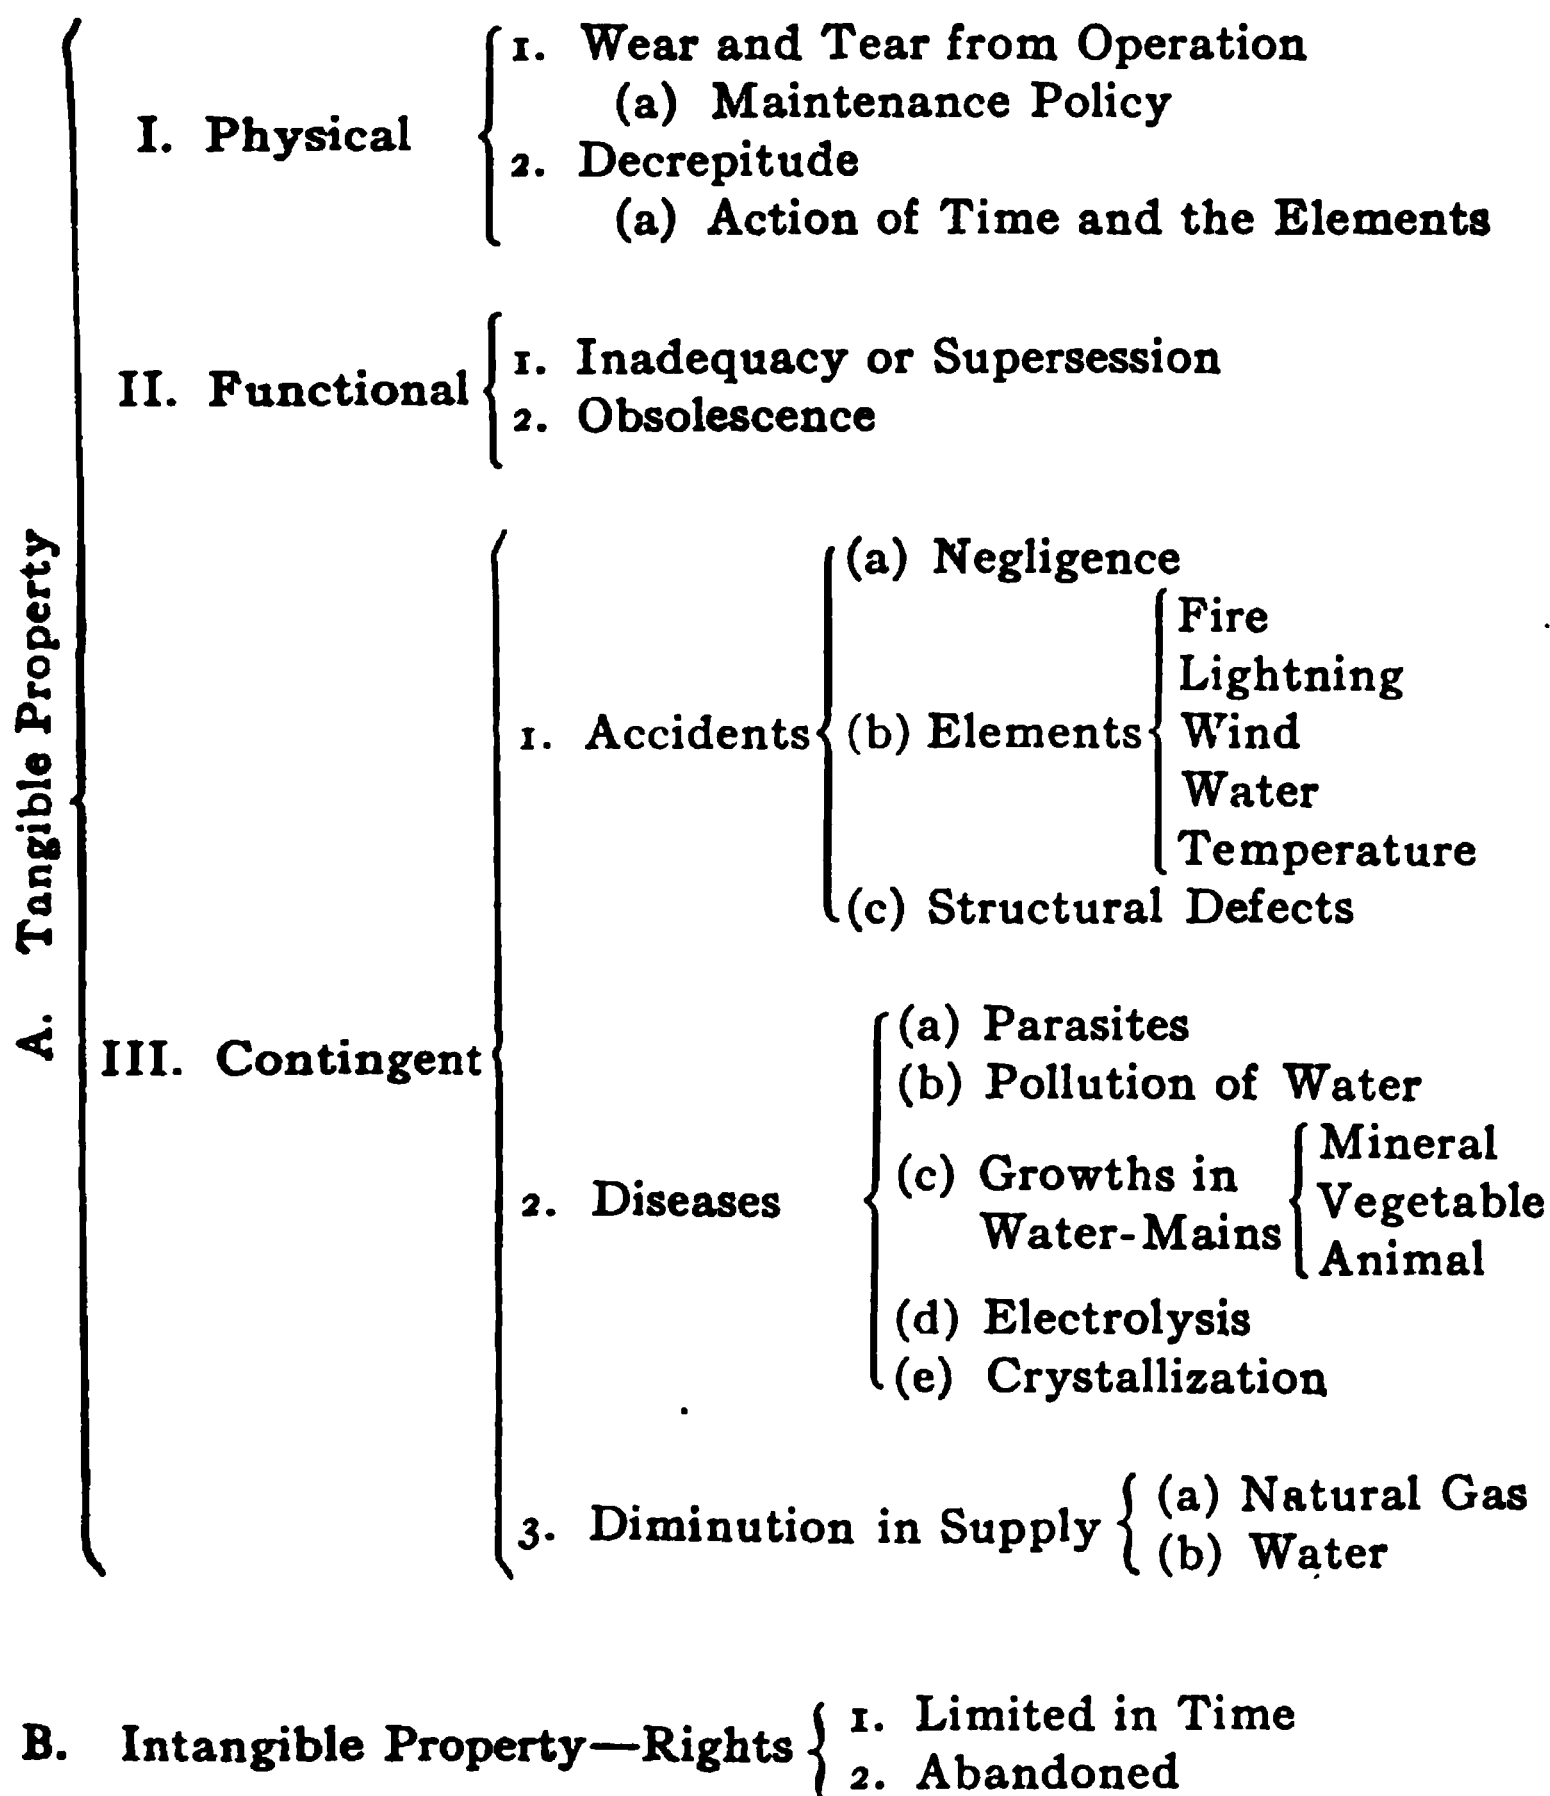 A. Tangible Property
I. Physical
1. Wear and Tear from Operation
(a) Maintenance Policy
2. Decrepitude
(a) Action of Time and the Elements
II. Functional
1. Inadequacy or Supersession
2. Obsolescence
III. Contingent
1. Accidents
(a) Negligence
(b) Elements
Fire
Lightning
Wind
Water
Temperature
(c) Structural Defects
2. Diseases
(a) Parasites
(b) Pollution of Water
(c) Growths in
Water-Mains
Mineral
Vegetable
Animal
(d) Electrolysis
(e) Crystallization
3. Diminution in Supply
(a) Natural Gas
(b) Water
B. Intangible Property—Rights
1. Limited in Time
2. Abandoned